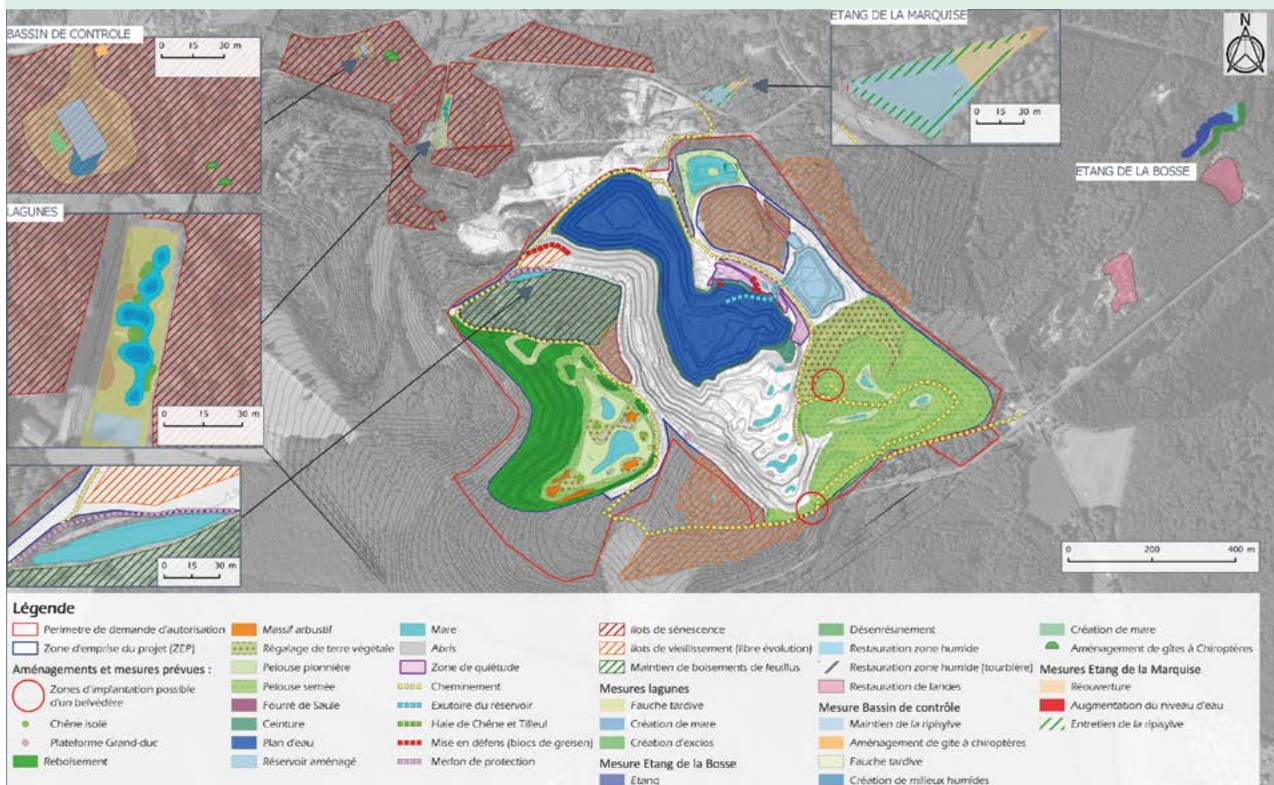 BASSIN DE CONTROLE
0 15 30 m
ETANG DE LA MARQUISE
0 15 30 m
N
ETANG DE LA BOSSE
LAGUNES
0 15 30 m
0 15 30 m
0 200 400 m
Légende
Perimetre de demande d'autorisation
Zone d'emprise du projet (ZEP)
Aménagements et mesures prévues :
Zones d'implantation possible
d'un belvédère
Chêne isolé
Plateforme Grand-duc
Reboisement
Massif arbustif
Régalage de terre végétale
Pelouse pionnière
Pelouse semée
Fourré de Saule
Ceinture
Plan d'eau
Réservoir aménagé
Mare
Abris
Zone de quiétude
Cheminement
Exutoire du réservoir
Haie de Chêne et Tilleul
Mise en défens (blocs de greisen)
Merlon de protection
Ilots de sénescence
Ilots de vieillissement (libre évolution)
Maintien de boisements de feuillus
Mesures lagunes
Fauche tardive
Création de mare
Création d'exclos
Mesure Etang de la Bosse
Etang
Désenrésinement
Restauration zone humide
Restauration zone humide (tourbière)
Restauration de landes
Mesure Bassin de contrôle
Maintien de la ripisylve
Aménagement de gîte à chiroptères
Fauche tardive
Création de milieux humides
Création de mare
Aménagement de gîtes à Chiroptères
Mesures Etang de la Marquise
Réouverture
Augmentation du niveau d'eau
Entretien de la ripisylve